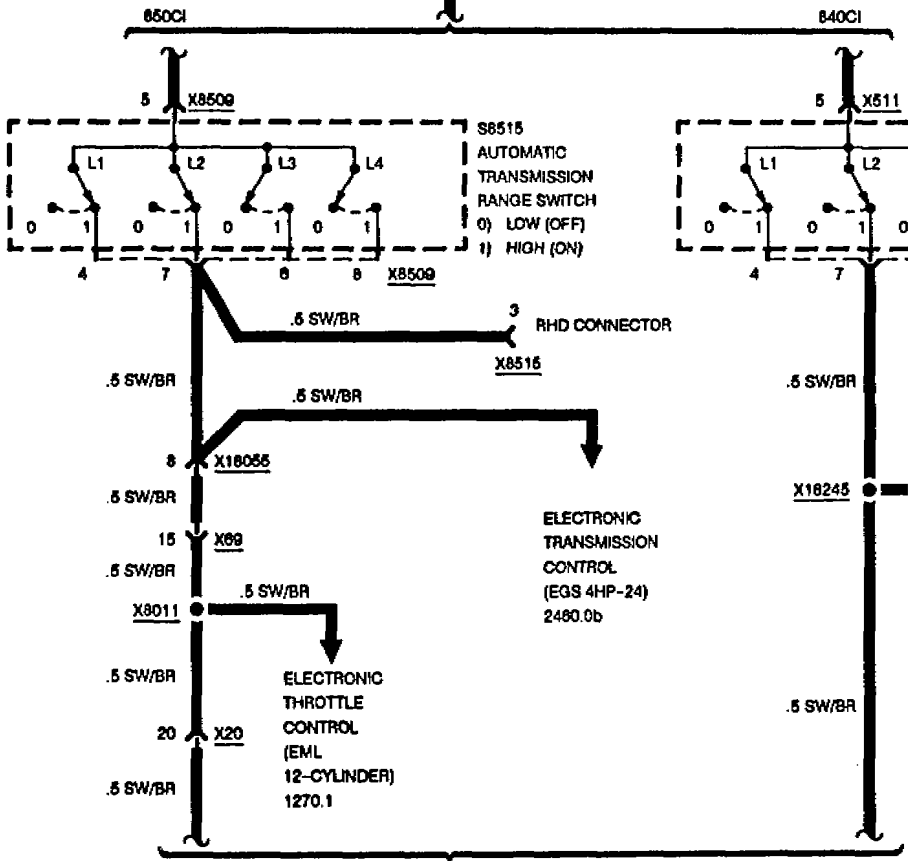 850CI
840CI
5 X8509
5 X511
S8515
AUTOMATIC
TRANSMISSION
RANGE SWITCH
0) LOW (OFF)
1) HIGH (ON)
L1 L2 L3 L4
0 1 0 1 0 1 0 1
4 7 6 8 X8509
L1 L2
0 1 0 1 0
4 7
.5 SW/BR
3
RHD CONNECTOR
X8515
.5 SW/BR
.5 SW/BR
.5 SW/BR
8 X18055
.5 SW/BR
X18245
15 X69
ELECTRONIC
TRANSMISSION
CONTROL
(EGS 4HP-24)
2460.0b
.5 SW/BR
.5 SW/BR
X8011
.5 SW/BR
ELECTRONIC
THROTTLE
CONTROL
(EML
12-CYLINDER)
1270.1
.5 SW/BR
20 X20
.5 SW/BR